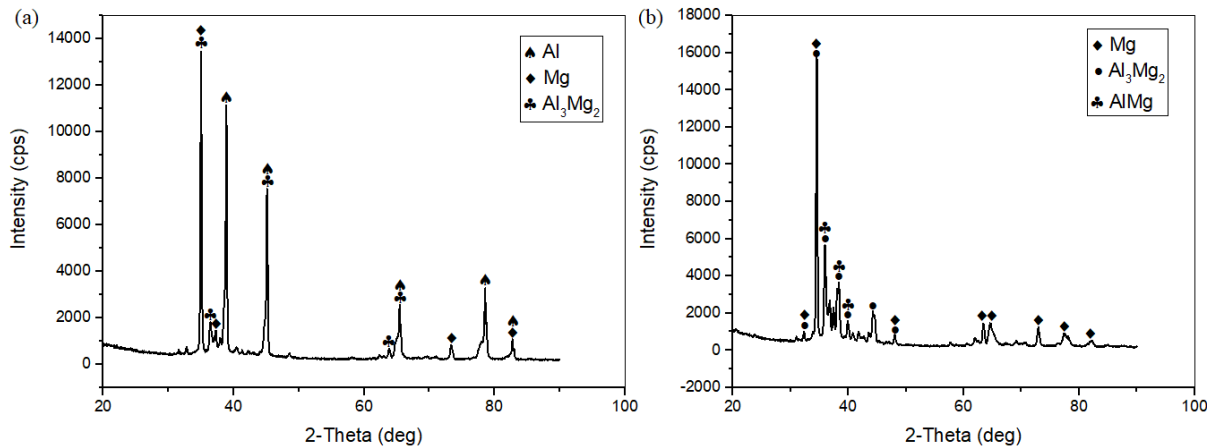 (a)
14000
12000
10000
8000
6000
4000
2000
0
Intensity (cps)
20 40 60 80 100
2-Theta (deg)
♠ Al
◆ Mg
♣ Al₃Mg₂
(b)
18000
16000
14000
12000
10000
8000
6000
4000
2000
0
-2000
Intensity (cps)
20 40 60 80 100
2-Theta (deg)
◆ Mg
● Al₃Mg₂
♣ AlMg